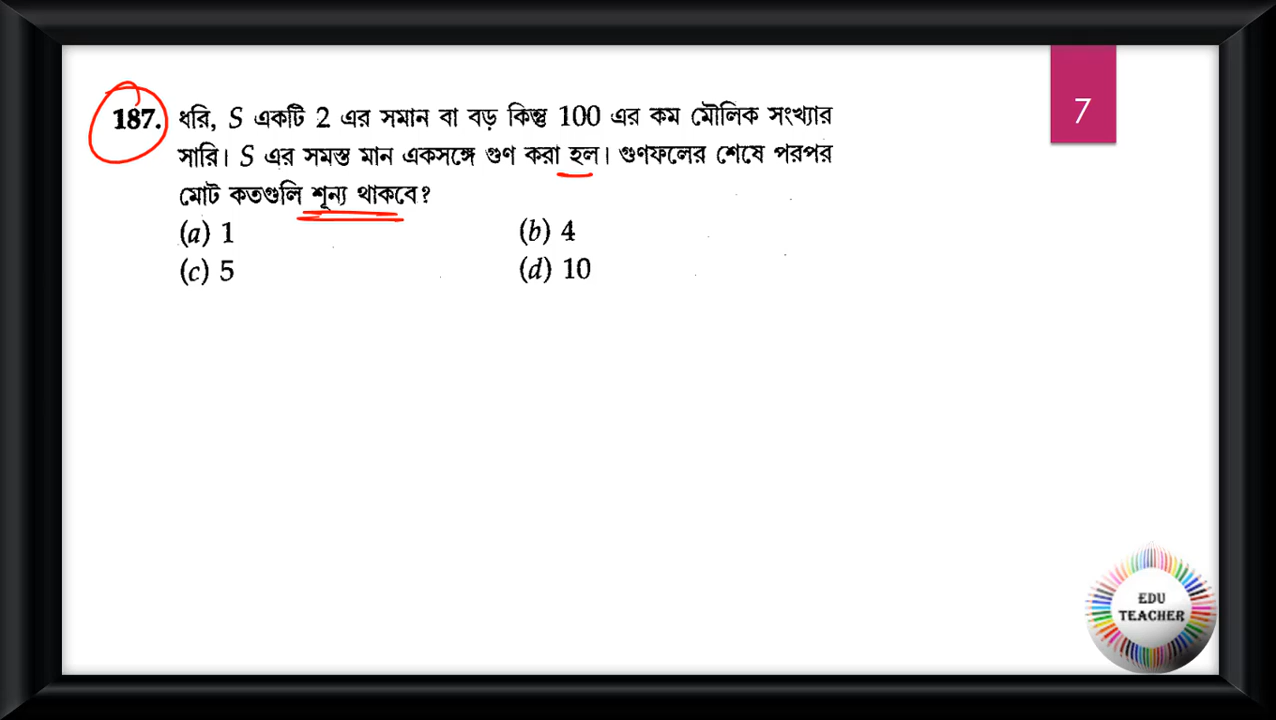 7
187. ধরি, S একটি 2 এর সমান বা বড় কিন্তু 100 এর কম মৌলিক সংখ্যার
সারি। S এর সমস্ত মান একসঙ্গে গুণ করা হল। গুণফলের শেষে পরপর
মোট কতগুলি শূন্য থাকবে?
(a) 1 (b) 4
(c) 5 (d) 10
EDU
TEACHER